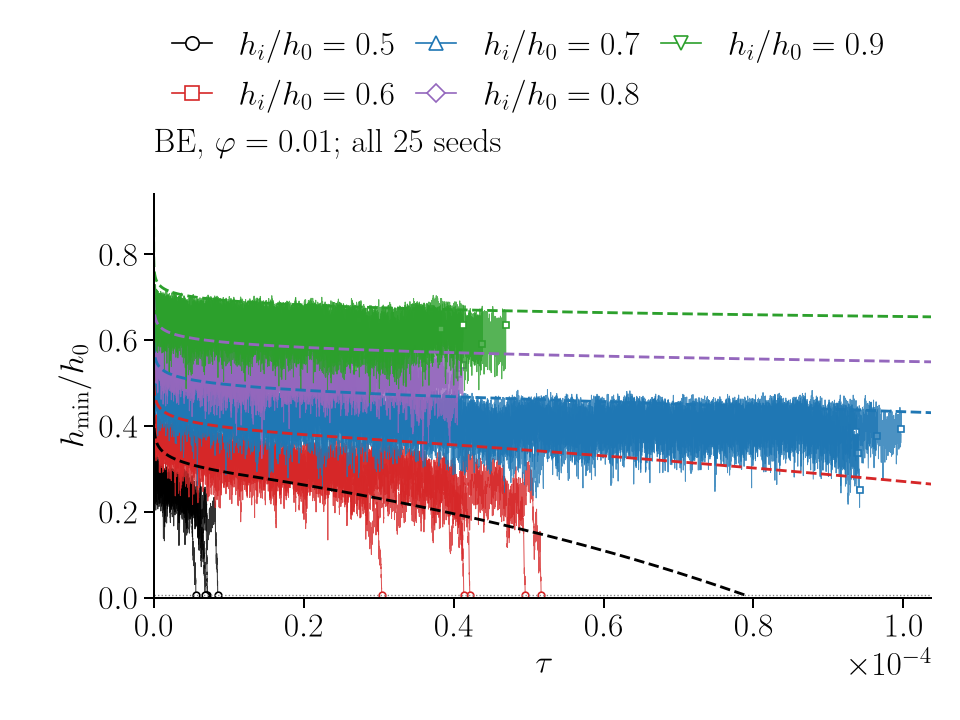 h_i/h_0 = 0.5 h_i/h_0 = 0.7 h_i/h_0 = 0.9
h_i/h_0 = 0.6 h_i/h_0 = 0.8
BE, φ = 0.01; all 25 seeds
h_min/h_0
0.8
0.6
0.4
0.2
0.0
0.0 0.2 0.4 0.6 0.8 1.0
τ
×10^{-4}